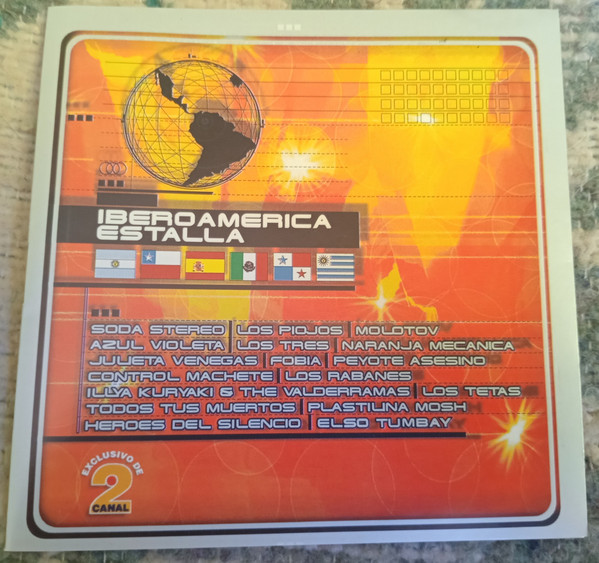 IBEROAMERICA
ESTALLA
SODA STEREO | LOS PIOJOS | MOLOTOV
AZUL VIOLETA | LOS TRES | NARANJA MECANICA
JULIETA VENEGAS | FOBIA | PEYOTE ASESINO
CONTROL MACHETE | LOS RABANES
ILLYA KURYAKI & THE VALDERRAMAS | LOS TETAS
TODOS TUS MUERTOS | PLASTILINA MOSH
HEROES DEL SILENCIO | ELSO TUMBAY
EXCLUSIVO DE
2
CANAL